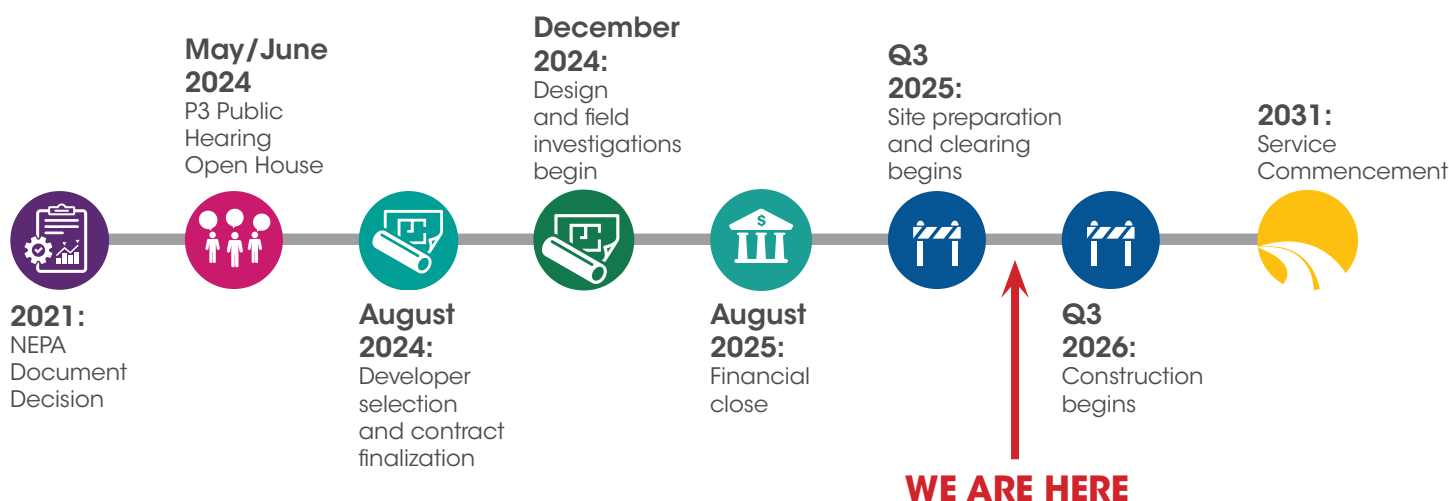 2021:
NEPA
Document
Decision
May/June
2024
P3 Public
Hearing
Open House
August
2024:
Developer
selection
and contract
finalization
December
2024:
Design
and field
investigations
begin
$
August
2025:
Financial
close
Q3
2025:
Site preparation
and clearing
begins
WE ARE HERE
Q3
2026:
Construction
begins
2031:
Service
Commencement